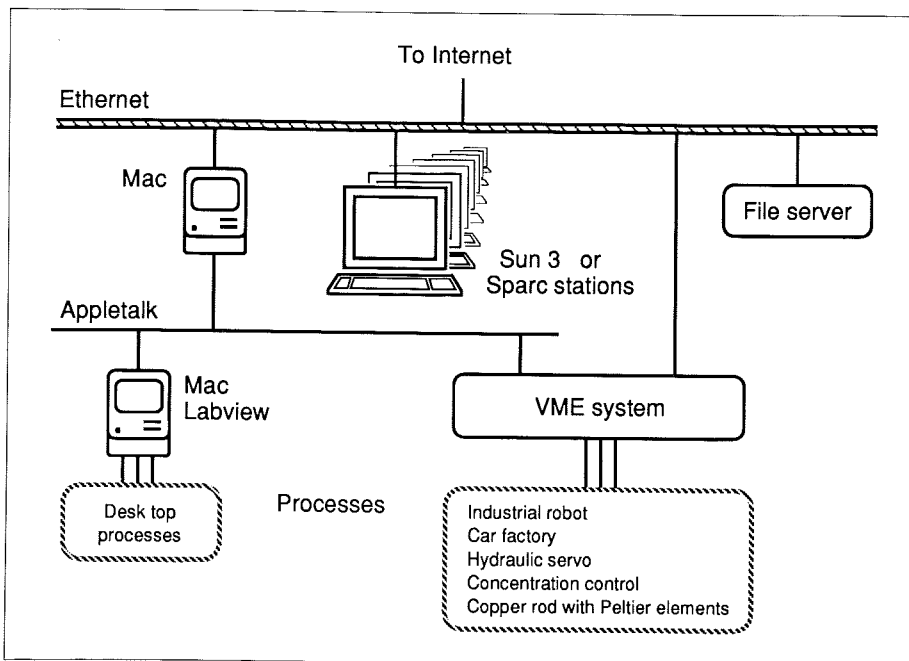 To Internet
Ethernet
Mac
File server
Sun 3 or
Sparc stations
Appletalk
Mac
Labview
VME system
Desk top
processes
Processes
Industrial robot
Car factory
Hydraulic servo
Concentration control
Copper rod with Peltier elements